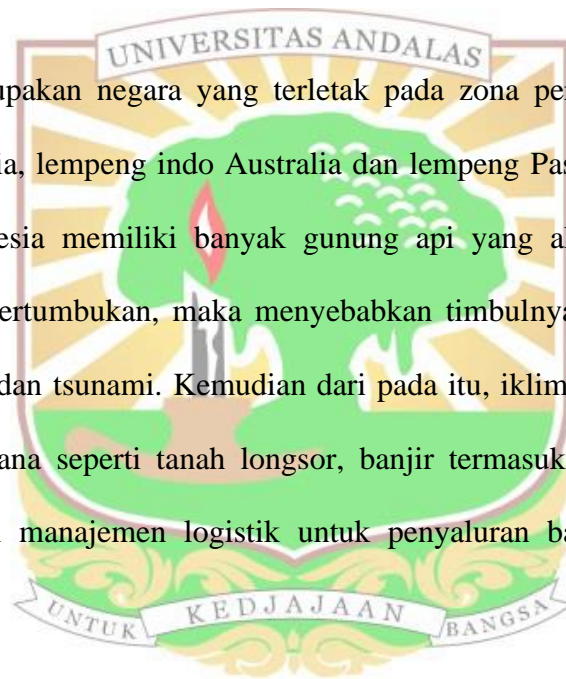 UNIVERSITAS ANDALAS
upakan negara yang terletak pada zona per
ia, lempeng indo Australia dan lempeng Pas
esia memiliki banyak gunung api yang a
ertumbukan, maka menyebabkan timbulnya
dan tsunami. Kemudian dari pada itu, iklim
ana seperti tanah longsor, banjir termasuk
manajemen logistik untuk penyaluran ba
UNTUK KEDJAJAAN BANGSA